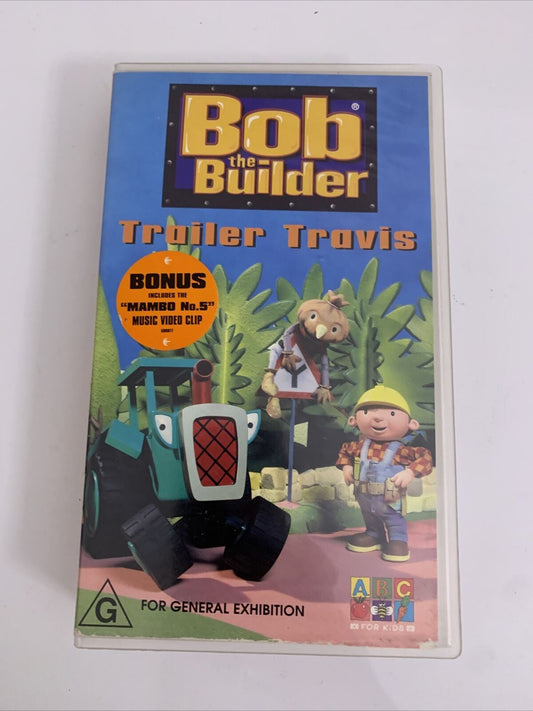 Bob
the
Builder
®
Trailer Travis
BONUS
INCLUDES THE
"MAMBO No.5"
MUSIC VIDEO CLIP
G
FOR GENERAL EXHIBITION
ABC
FOR KIDS